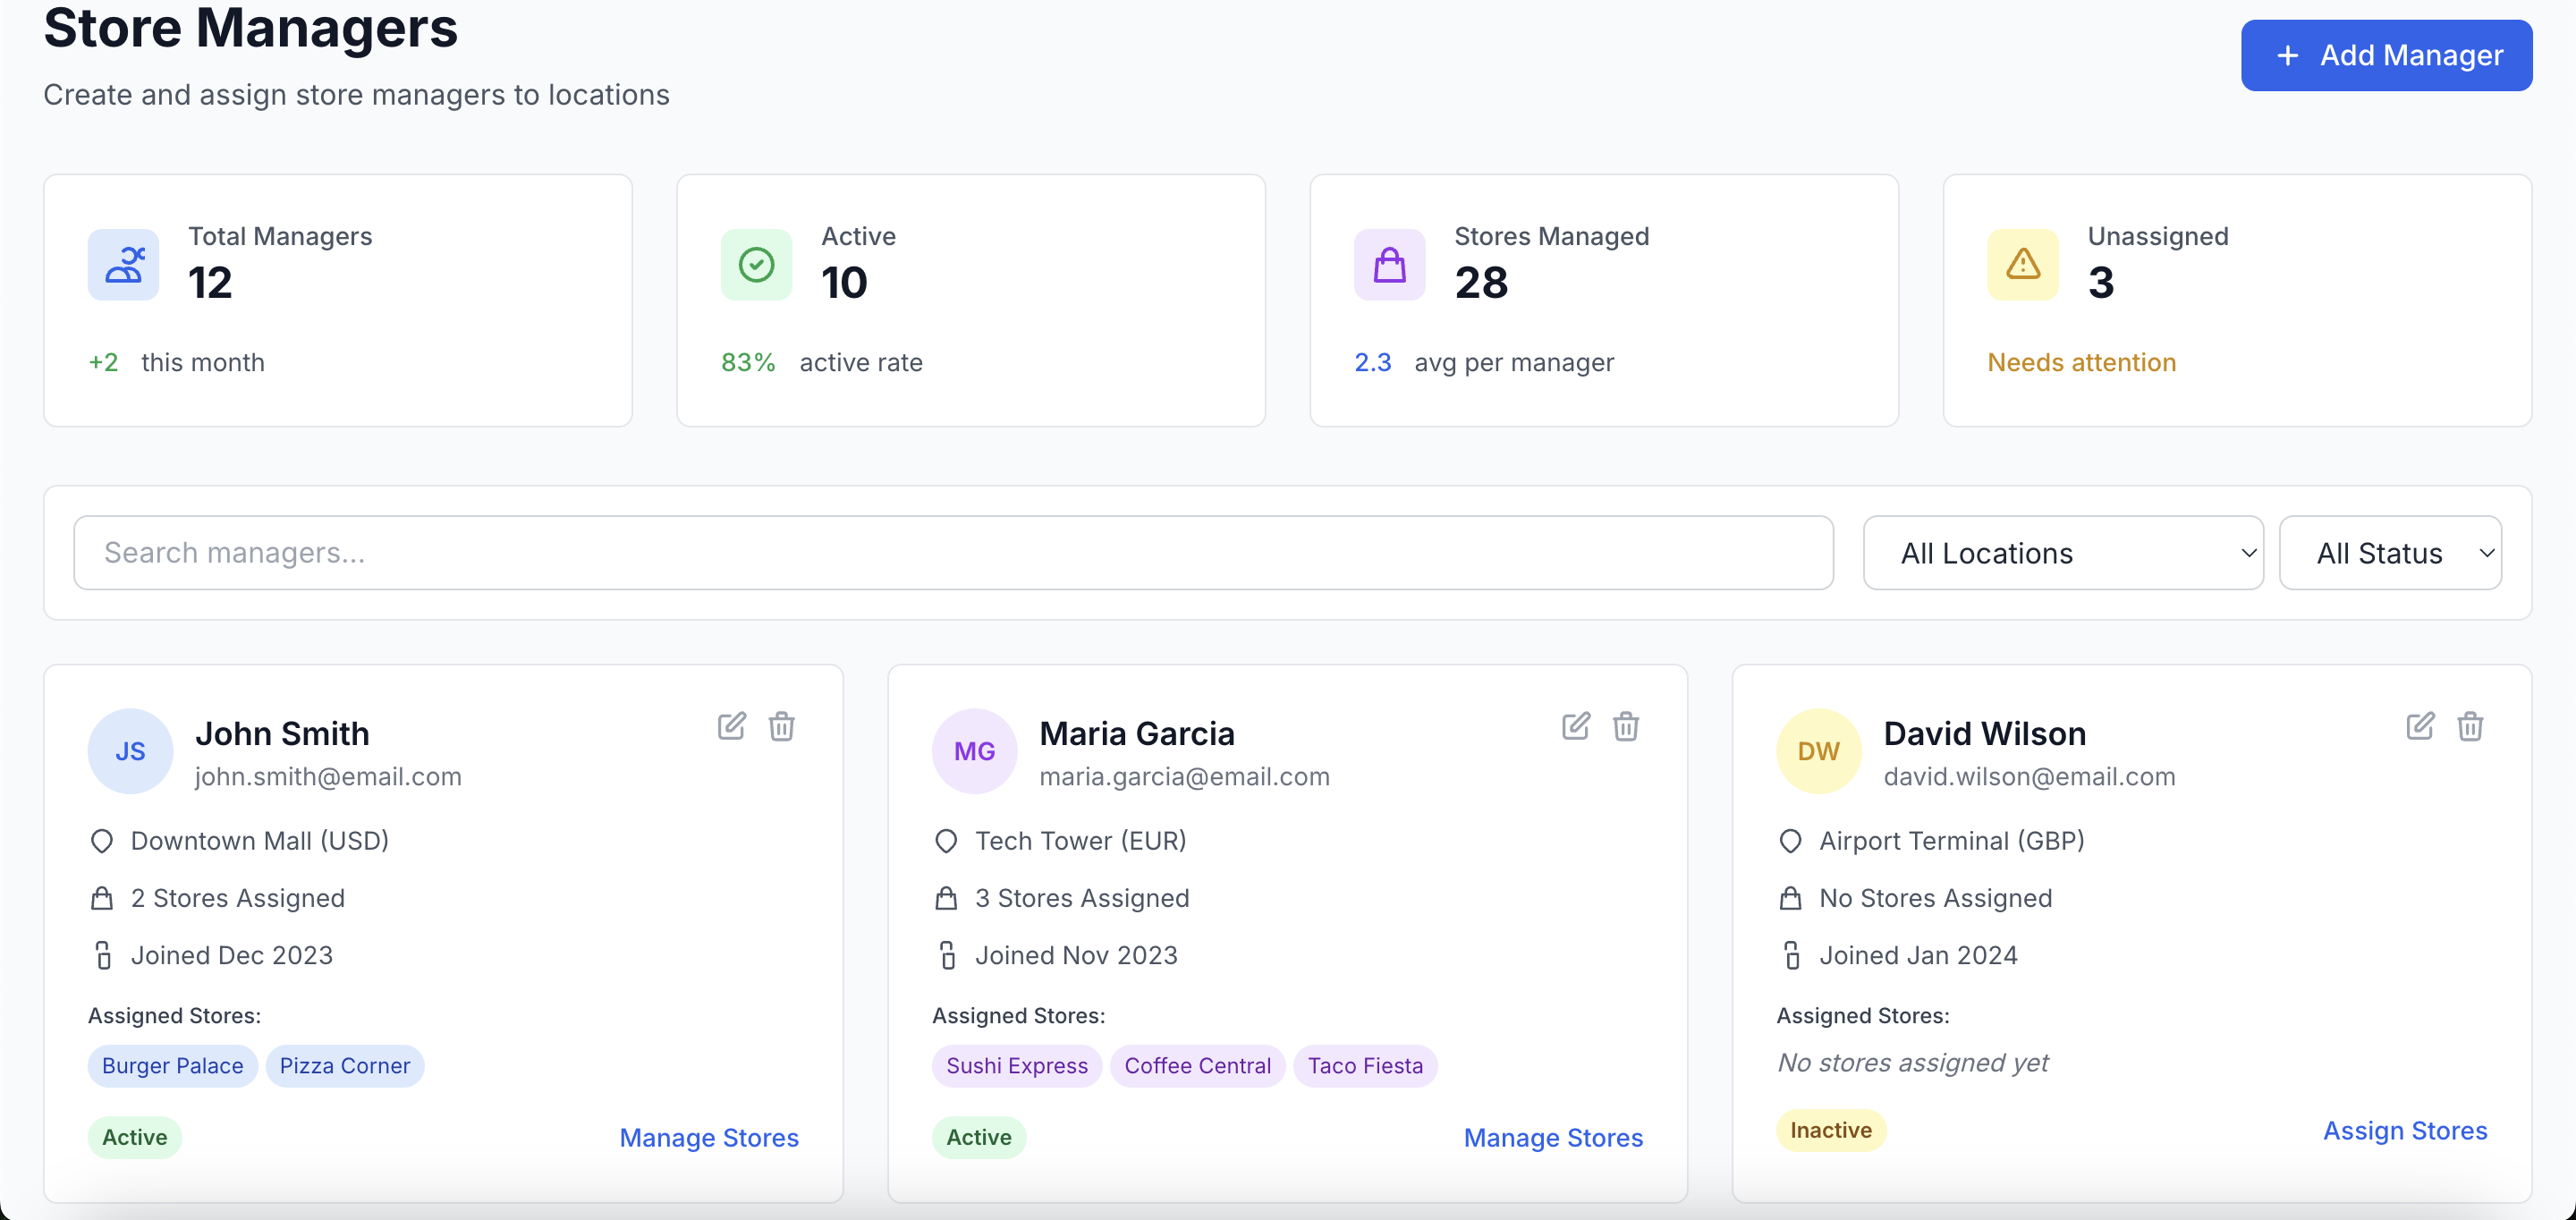 Store Managers
Create and assign store managers to locations
+ Add Manager
Total Managers
12
+2 this month
Active
10
83% active rate
Stores Managed
28
2.3 avg per manager
Unassigned
3
Needs attention
Search managers...
All Locations
All Status
JS
John Smith
john.smith@email.com
Downtown Mall (USD)
2 Stores Assigned
Joined Dec 2023
Assigned Stores:
Burger Palace Pizza Corner
Active Manage Stores
MG
Maria Garcia
maria.garcia@email.com
Tech Tower (EUR)
3 Stores Assigned
Joined Nov 2023
Assigned Stores:
Sushi Express Coffee Central Taco Fiesta
Active Manage Stores
DW
David Wilson
david.wilson@email.com
Airport Terminal (GBP)
No Stores Assigned
Joined Jan 2024
Assigned Stores:
No stores assigned yet
Inactive Assign Stores